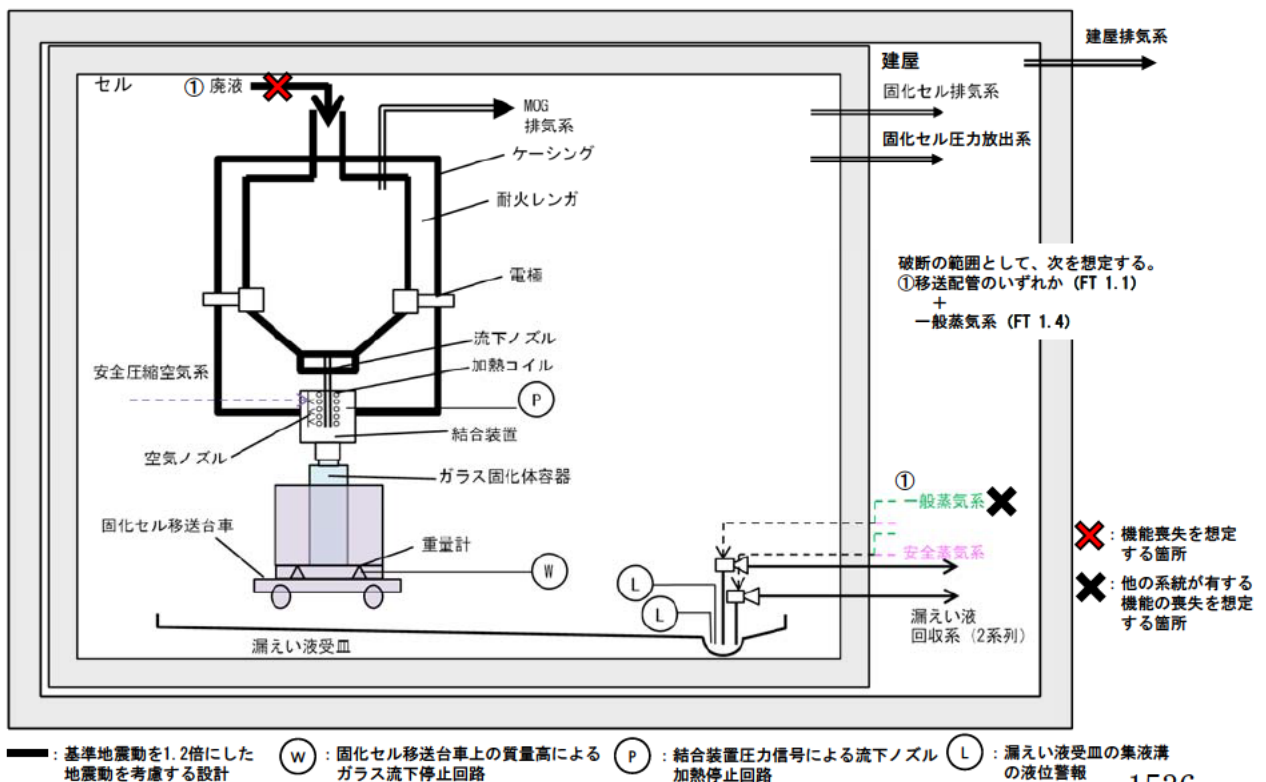 建屋排気系
セル
① 廃液
建屋
固化セル排気系
MOG
排気系
固化セル圧力放出系
ケーシング
耐火レンガ
破断の範囲として、次を想定する。
①移送配管のいずれか (FT 1.1)
+
一般蒸気系 (FT 1.4)
電極
流下ノズル
安全圧縮空気系
加熱コイル
P
結合装置
空気ノズル
ガラス固化体容器
①
一般蒸気系
固化セル移送台車
重量計
：機能喪失を想定
する箇所
安全蒸気系
W
L
L
：他の系統が有する
機能の喪失を想定
する箇所
漏えい液
回収系 (2系列)
漏えい液受皿
：基準地震動を1.2倍にした
地震動を考慮する設計
W ：固化セル移送台車上の質量高による
ガラス流下停止回路
P ：結合装置圧力信号による流下ノズル
加熱停止回路
L ：漏えい液受皿の集液溝
の液位警報